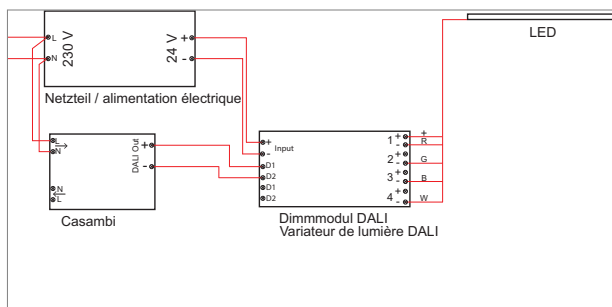 L
N
230 V
24 V
+
-
LED
Netzteil / alimentation électrique
L
N
N
L
DALI Out
+
-
Casambi
+
-
Input
D1
D2
D1
D2
1 + -
2 + -
3 + -
4 + -
+
R
G
B
W
Dimmmodul DALI
Variateur de lumière DALI